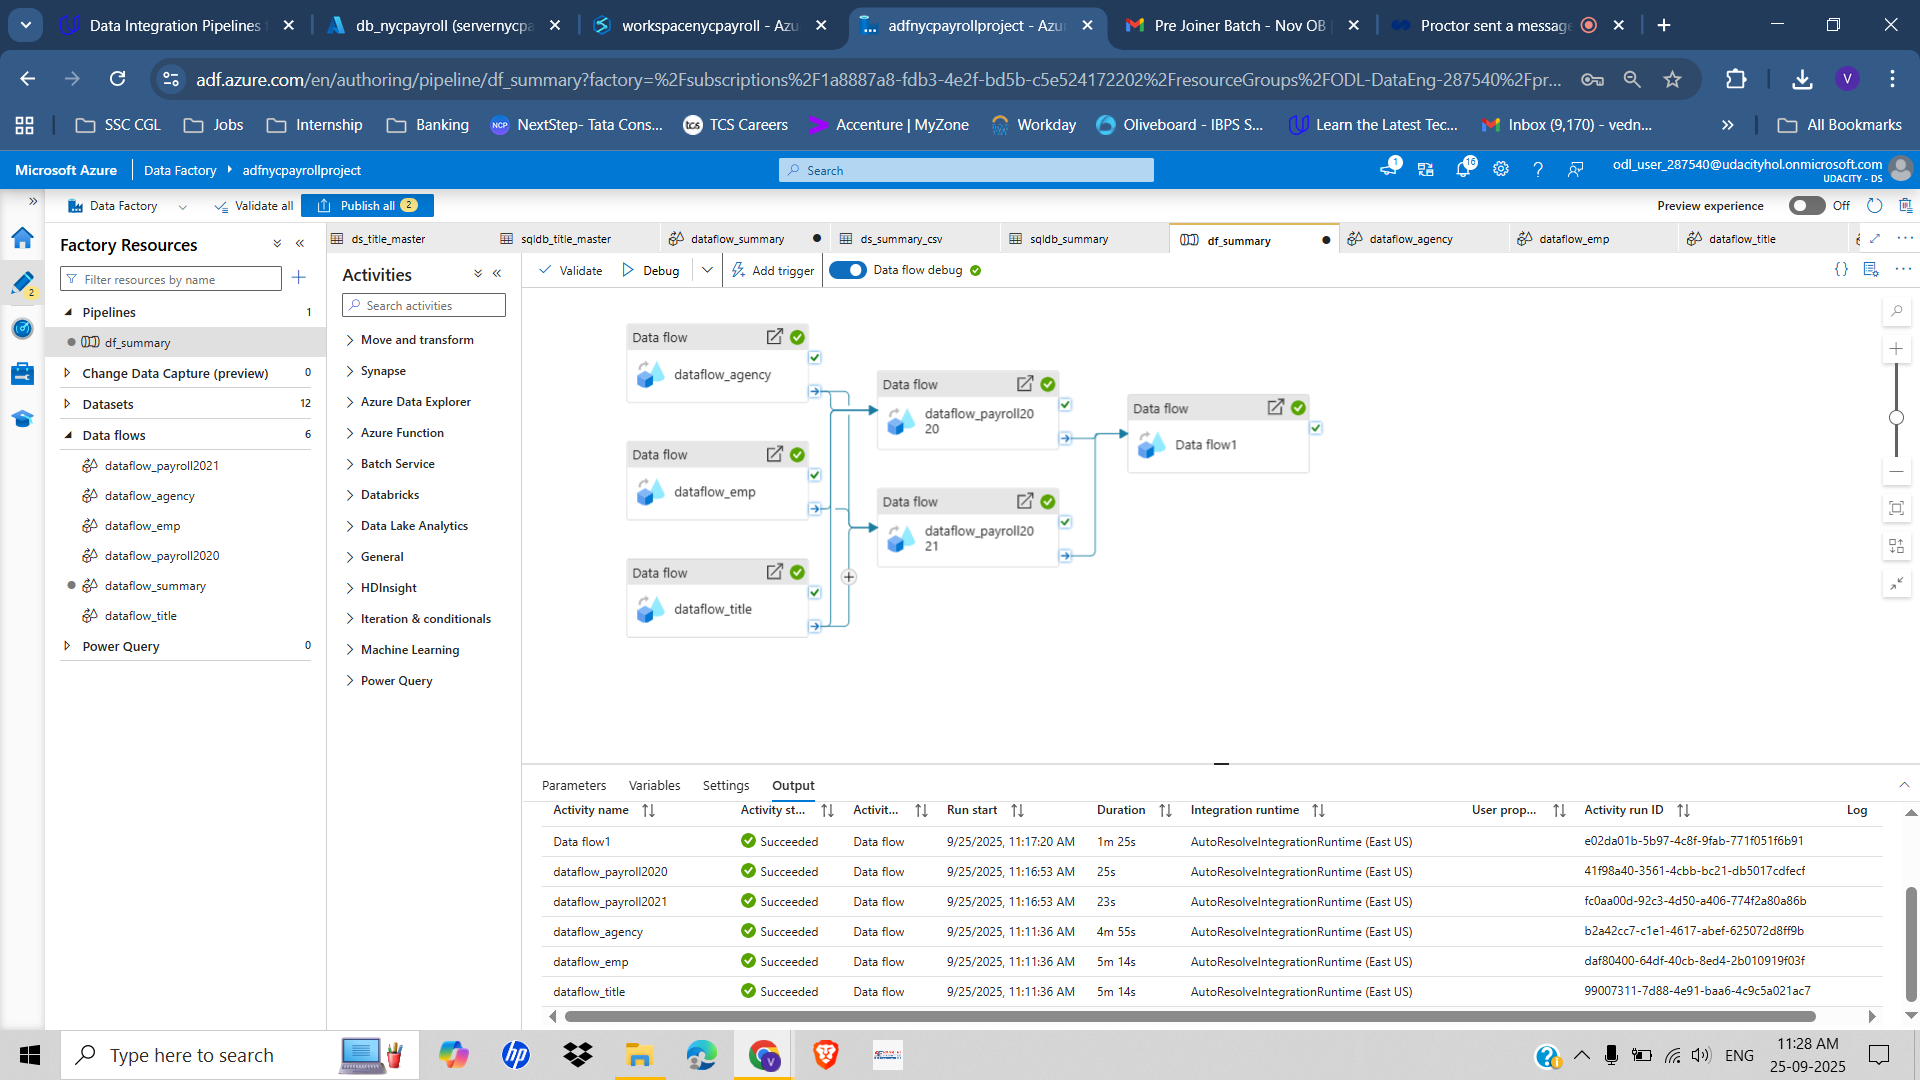 Data Integration Pipelines f
db_nycpayroll (servernycpa
workspacenycpayroll - Azu
adfnycpayrollproject - Azur
Pre Joiner Batch - Nov OB
Proctor sent a message
adf.azure.com/en/authoring/pipeline/df_summary?factory=%2Fsubscriptions%2F1a8887a8-fdb3-4e2f-bd5b-c5e524172202%2FresourceGroups%2FODL-DataEng-287540%2Fpr...
V
SSC CGL
Jobs
Internship
Banking
NextStep- Tata Cons...
TCS Careers
Accenture | MyZone
Workday
Oliveboard - IBPS S...
Learn the Latest Tec...
Inbox (9,170) - vedn...
All Bookmarks
Microsoft Azure
Data Factory
adfnycpayrollproject
Search
1
16
odl_user_287540@udacityhol.onmicrosoft.com
UDACITY - DS
Data Factory
Validate all
Publish all 2
Preview experience
Off
Factory Resources
Filter resources by name
2
Pipelines 1
df_summary
Change Data Capture (preview) 0
Datasets 12
Data flows 6
dataflow_payroll2021
dataflow_agency
dataflow_emp
dataflow_payroll2020
dataflow_summary
dataflow_title
Power Query 0
ds_title_master
sqldb_title_master
dataflow_summary
ds_summary_csv
sqldb_summary
df_summary
dataflow_agency
dataflow_emp
dataflow_title
Activities
Search activities
Move and transform
Synapse
Azure Data Explorer
Azure Function
Batch Service
Databricks
Data Lake Analytics
General
HDInsight
Iteration & conditionals
Machine Learning
Power Query
Validate
Debug
Add trigger
Data flow debug
Data flow
dataflow_agency
Data flow
dataflow_emp
Data flow
dataflow_title
Data flow
dataflow_payroll20
20
Data flow
dataflow_payroll20
21
Data flow
Data flow1
Parameters
Variables
Settings
Output
Activity name Activity st... Activit... Run start Duration Integration runtime User prop... Activity run ID Log
Data flow1 Succeeded Data flow 9/25/2025, 11:17:20 AM 1m 25s AutoResolveIntegrationRuntime (East US) e02da01b-5b97-4c8f-9fab-771f051f6b91
dataflow_payroll2020 Succeeded Data flow 9/25/2025, 11:16:53 AM 25s AutoResolveIntegrationRuntime (East US) 41f98a40-3561-4cbb-bc21-db5017cdfecf
dataflow_payroll2021 Succeeded Data flow 9/25/2025, 11:16:53 AM 23s AutoResolveIntegrationRuntime (East US) fc0aa00d-92c3-4d50-a406-774f2a80a86b
dataflow_agency Succeeded Data flow 9/25/2025, 11:11:36 AM 4m 55s AutoResolveIntegrationRuntime (East US) b2a42cc7-c1e1-4617-abef-625072d8ff9b
dataflow_emp Succeeded Data flow 9/25/2025, 11:11:36 AM 5m 14s AutoResolveIntegrationRuntime (East US) daf80400-64df-40cb-8ed4-2b010919f03f
dataflow_title Succeeded Data flow 9/25/2025, 11:11:36 AM 5m 14s AutoResolveIntegrationRuntime (East US) 99007311-7d88-4e91-baa6-4c9c5a021ac7
Type here to search
ENG
11:28 AM
25-09-2025